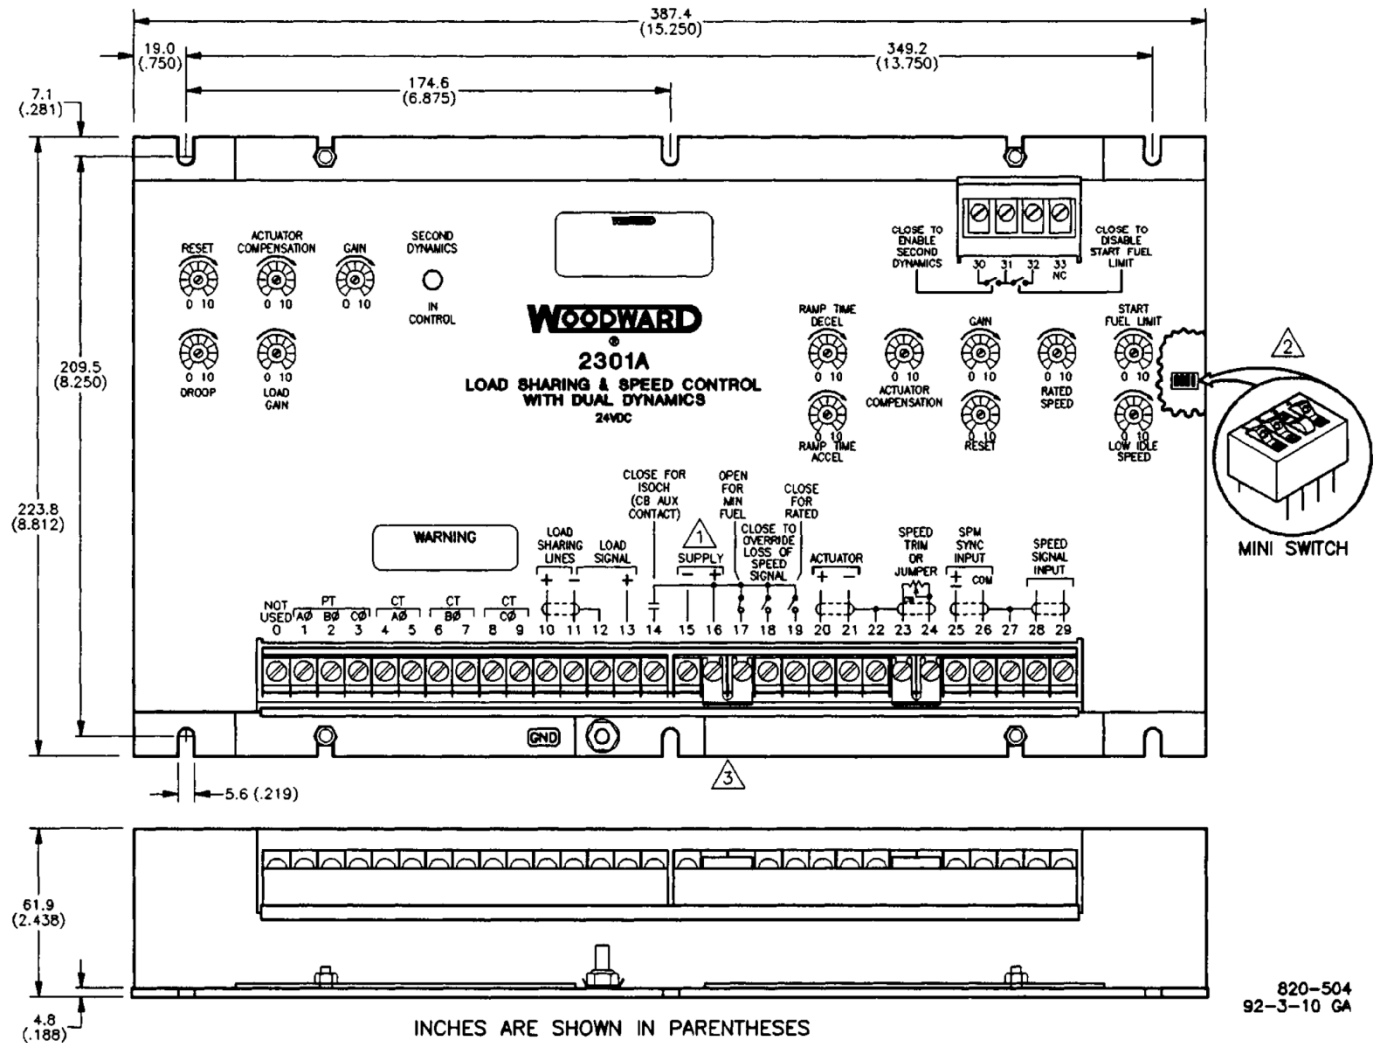 387.4
(15.250)
19.0
(.750)
349.2
(13.750)
174.6
(6.875)
7.1
(.281)
209.5
(8.250)
223.8
(8.812)
RESET
0 10
ACTUATOR
COMPENSATION
0 10
GAIN
0 10
SECOND
DYNAMICS
IN
CONTROL
0 10
DROOP
0 10
LOAD
GAIN
WOODWARD
®
2301A
LOAD SHARING & SPEED CONTROL
WITH DUAL DYNAMICS
24VDC
CLOSE TO
ENABLE
SECOND
DYNAMICS
30 31 32 33
NC
CLOSE TO
DISABLE
START FUEL
LIMIT
RAMP TIME
DECEL
0 10
0 10
ACTUATOR
COMPENSATION
GAIN
0 10
0 10
RATED
SPEED
START
FUEL LIMIT
0 10
0 10
RAMP TIME
ACCEL
0 10
RESET
0 10
LOW IDLE
SPEED
2
MINI SWITCH
WARNING
NOT
USED
0
PT
AØ BØ CØ
1 2 3
CT
AØ
4 5
CT
BØ
6 7
CT
CØ
8 9
LOAD
SHARING
LINES
+ −
10 11
LOAD
SIGNAL
+
12 13
CLOSE FOR
ISOCH
(CB AUX
CONTACT)
14
1
SUPPLY
− +
15 16
OPEN
FOR
MIN
FUEL
17
CLOSE TO
OVERRIDE
LOSS OF
SPEED
SIGNAL
18
CLOSE
FOR
RATED
19
ACTUATOR
+ −
20 21 22
SPEED
TRIM
OR
JUMPER
CW
23 24
SPM
SYNC
INPUT
± COM
25 26 27
SPEED
SIGNAL
INPUT
28 29
GND
3
5.6 (.219)
61.9
(2.438)
4.8
(.188)
INCHES ARE SHOWN IN PARENTHESES
820-504
92-3-10 GA